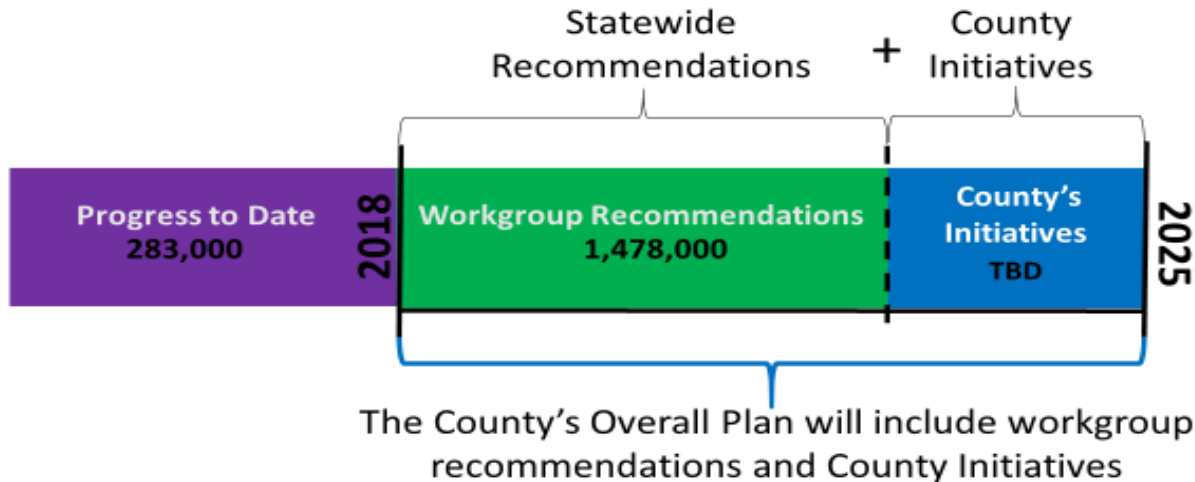 Statewide
Recommendations
+
County
Initiatives
Progress to Date
283,000
2018
Workgroup Recommendations
1,478,000
County's
Initiatives
TBD
2025
The County's Overall Plan will include workgroup
recommendations and County Initiatives